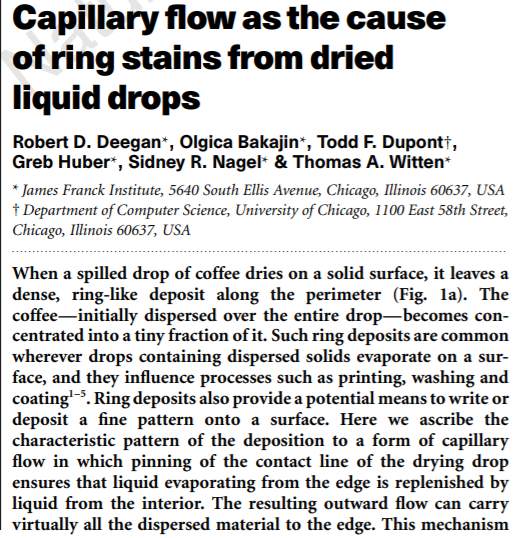 Capillary flow as the cause
of ring stains from dried
liquid drops
Robert D. Deegan*, Olgica Bakajin*, Todd F. Dupont†,
Greb Huber*, Sidney R. Nagel* & Thomas A. Witten*
* James Franck Institute, 5640 South Ellis Avenue, Chicago, Illinois 60637, USA
† Department of Computer Science, University of Chicago, 1100 East 58th Street,
Chicago, Illinois 60637, USA
When a spilled drop of coffee dries on a solid surface, it leaves a
dense, ring-like deposit along the perimeter (Fig. 1a). The
coffee—initially dispersed over the entire drop—becomes con-
centrated into a tiny fraction of it. Such ring deposits are common
wherever drops containing dispersed solids evaporate on a sur-
face, and they influence processes such as printing, washing and
coating¹⁻⁵. Ring deposits also provide a potential means to write or
deposit a fine pattern onto a surface. Here we ascribe the
characteristic pattern of the deposition to a form of capillary
flow in which pinning of the contact line of the drying drop
ensures that liquid evaporating from the edge is replenished by
liquid from the interior. The resulting outward flow can carry
virtually all the dispersed material to the edge. This mechanism